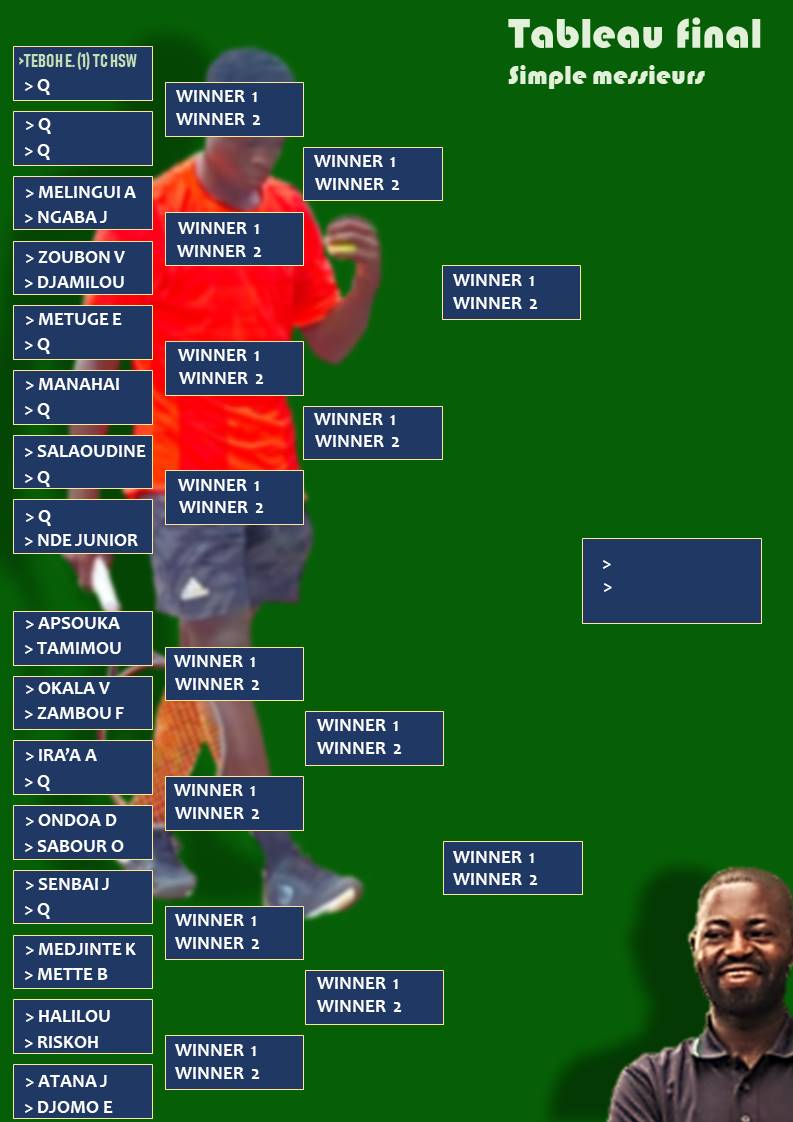 Tableau final
Simple messieurs
>TEBOH E. (1) TC HSW
> Q
> Q
> Q
> MELINGUI A
> NGABA J
> ZOUBON V
> DJAMILOU
> METUGE E
> Q
> MANAHAI
> Q
> SALAOUDINE
> Q
> Q
> NDE JUNIOR
> APSOUKA
> TAMIMOU
> OKALA V
> ZAMBOU F
> IRA'A A
> Q
> ONDOA D
> SABOUR O
> SENBAI J
> Q
> MEDJINTE K
> METTE B
> HALILOU
> RISKOH
> ATANA J
> DJOMO E
WINNER 1
WINNER 2
WINNER 1
WINNER 2
WINNER 1
WINNER 2
WINNER 1
WINNER 2
WINNER 1
WINNER 2
WINNER 1
WINNER 2
WINNER 1
WINNER 2
WINNER 1
WINNER 2
WINNER 1
WINNER 2
WINNER 1
WINNER 2
WINNER 1
WINNER 2
WINNER 1
WINNER 2
WINNER 1
WINNER 2
WINNER 1
WINNER 2
>
>